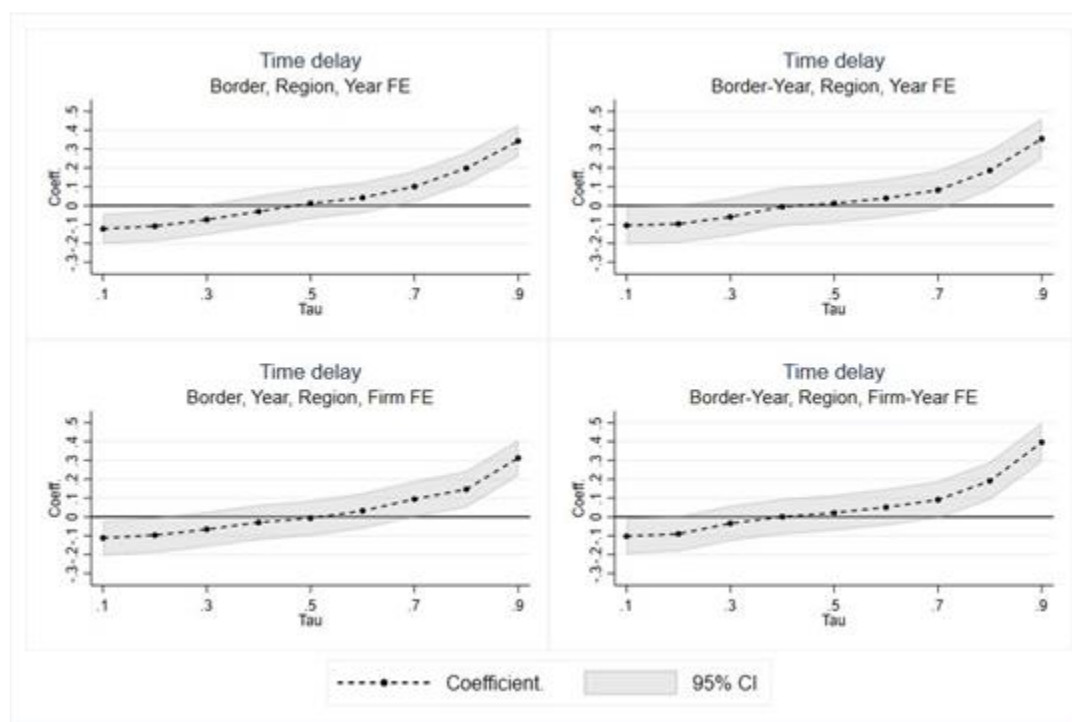 Time delay
Border, Region, Year FE
Coeff.
-.3 -.2 -.1 0 .1 .2 .3 .4 .5
.1 .3 .5 .7 .9
Tau
Time delay
Border-Year, Region, Year FE
Coeff.
-.3 -.2 -.1 0 .1 .2 .3 .4 .5
.1 .3 .5 .7 .9
Tau
Time delay
Border, Year, Region, Firm FE
Coeff.
-.3 -.2 -.1 0 .1 .2 .3 .4 .5
.1 .3 .5 .7 .9
Tau
Time delay
Border-Year, Region, Firm-Year FE
Coeff.
-.3 -.2 -.1 0 .1 .2 .3 .4 .5
.1 .3 .5 .7 .9
Tau
Coefficient. 95% CI